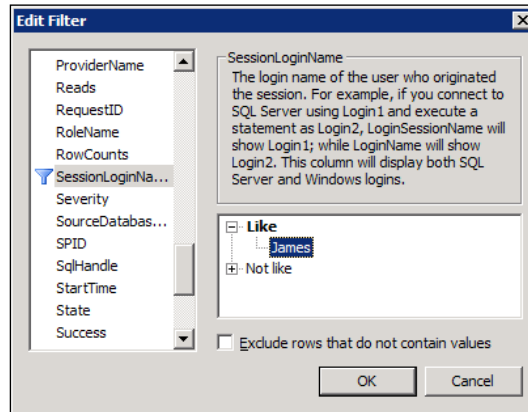 Edit Filter
ProviderName
Reads
RequestID
RoleName
RowCounts
SessionLoginNa...
Severity
SourceDatabas...
SPID
SqlHandle
StartTime
State
Success
SessionLoginName
The login name of the user who originated
the session. For example, if you connect to
SQL Server using Login1 and execute a
statement as Login2, LoginSessionName will
show Login1; while LoginName will show
Login2. This column will display both SQL
Server and Windows logins.
Like
James
Not like
Exclude rows that do not contain values
OK
Cancel